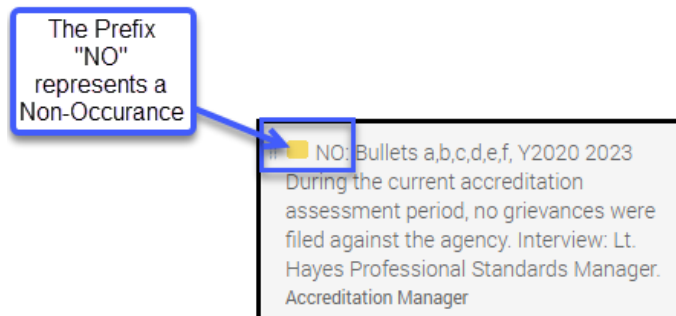 The Prefix
"NO"
represents a
Non-Occurance
NO: Bullets a,b,c,d,e,f, Y2020 2023
During the current accreditation
assessment period, no grievances were
filed against the agency. Interview: Lt.
Hayes Professional Standards Manager.
Accreditation Manager